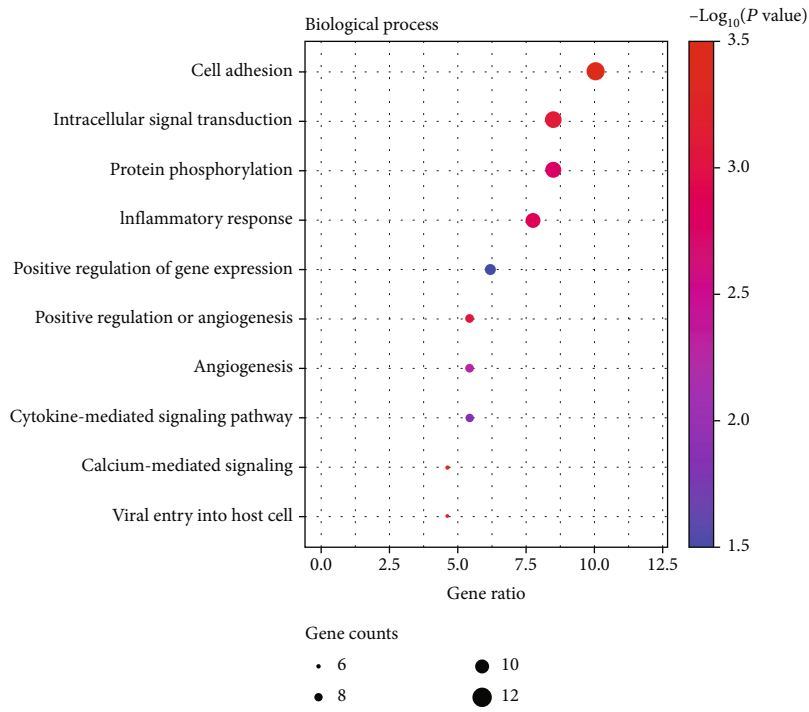 Biological process
–Log10(P value)
Cell adhesion
Intracellular signal transduction
Protein phosphorylation
Inflammatory response
Positive regulation of gene expression
Positive regulation or angiogenesis
Angiogenesis
Cytokine-mediated signaling pathway
Calcium-mediated signaling
Viral entry into host cell
3.5
3.0
2.5
2.0
1.5
0.0 2.5 5.0 7.5 10.0 12.5
Gene ratio
Gene counts
6 10
8 12